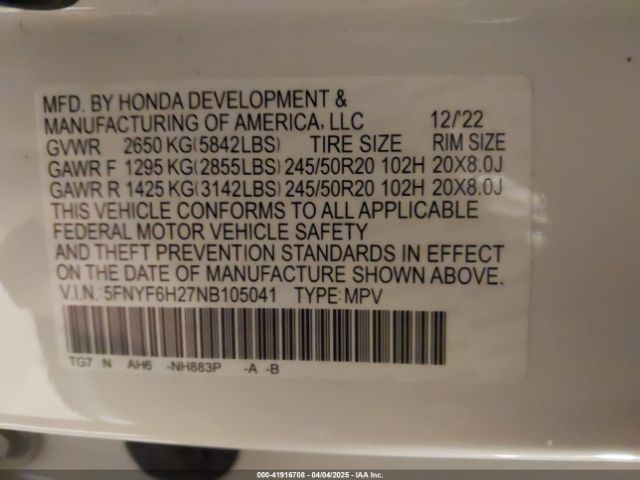 MFD. BY HONDA DEVELOPMENT &
MANUFACTURING OF AMERICA, LLC 12/'22
GVWR 2650 KG(5842LBS) TIRE SIZE RIM SIZE
GAWR F 1295 KG(2855LBS) 245/50R20 102H 20X8.0J
GAWR R 1425 KG(3142LBS) 245/50R20 102H 20X8.0J
THIS VEHICLE CONFORMS TO ALL APPLICABLE
FEDERAL MOTOR VEHICLE SAFETY
AND THEFT PREVENTION STANDARDS IN EFFECT
ON THE DATE OF MANUFACTURE SHOWN ABOVE.
V.I.N.: 5FNYF6H27NB105041 TYPE: MPV
TG7 N AH6 -NH883P -A -B
000-41916708 - 04/04/2025 - IAA Inc.